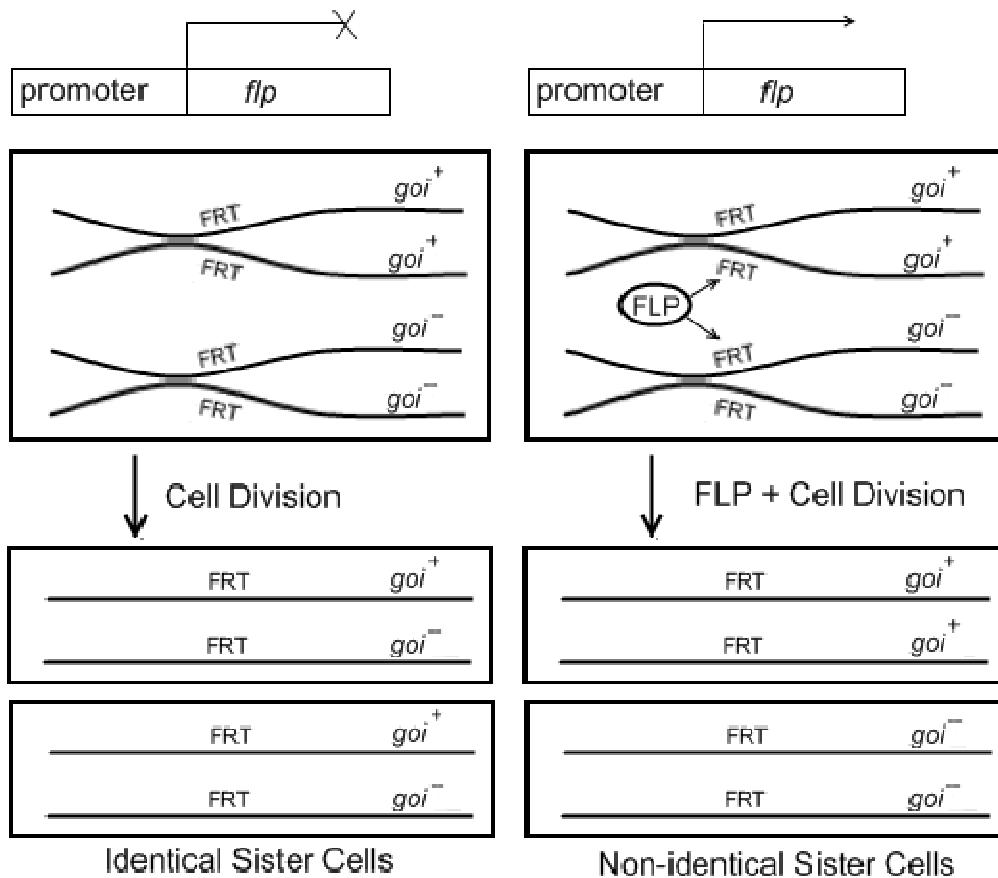 promoter flp
FRT goi+
FRT goi+
FRT goi-
FRT goi-
Cell Division
FRT goi+
FRT goi-
FRT goi+
FRT goi-
Identical Sister Cells
promoter flp
FRT goi+
FRT goi+
FLP
FRT goi-
FRT goi-
FLP + Cell Division
FRT goi+
FRT goi+
FRT goi-
FRT goi-
Non-identical Sister Cells